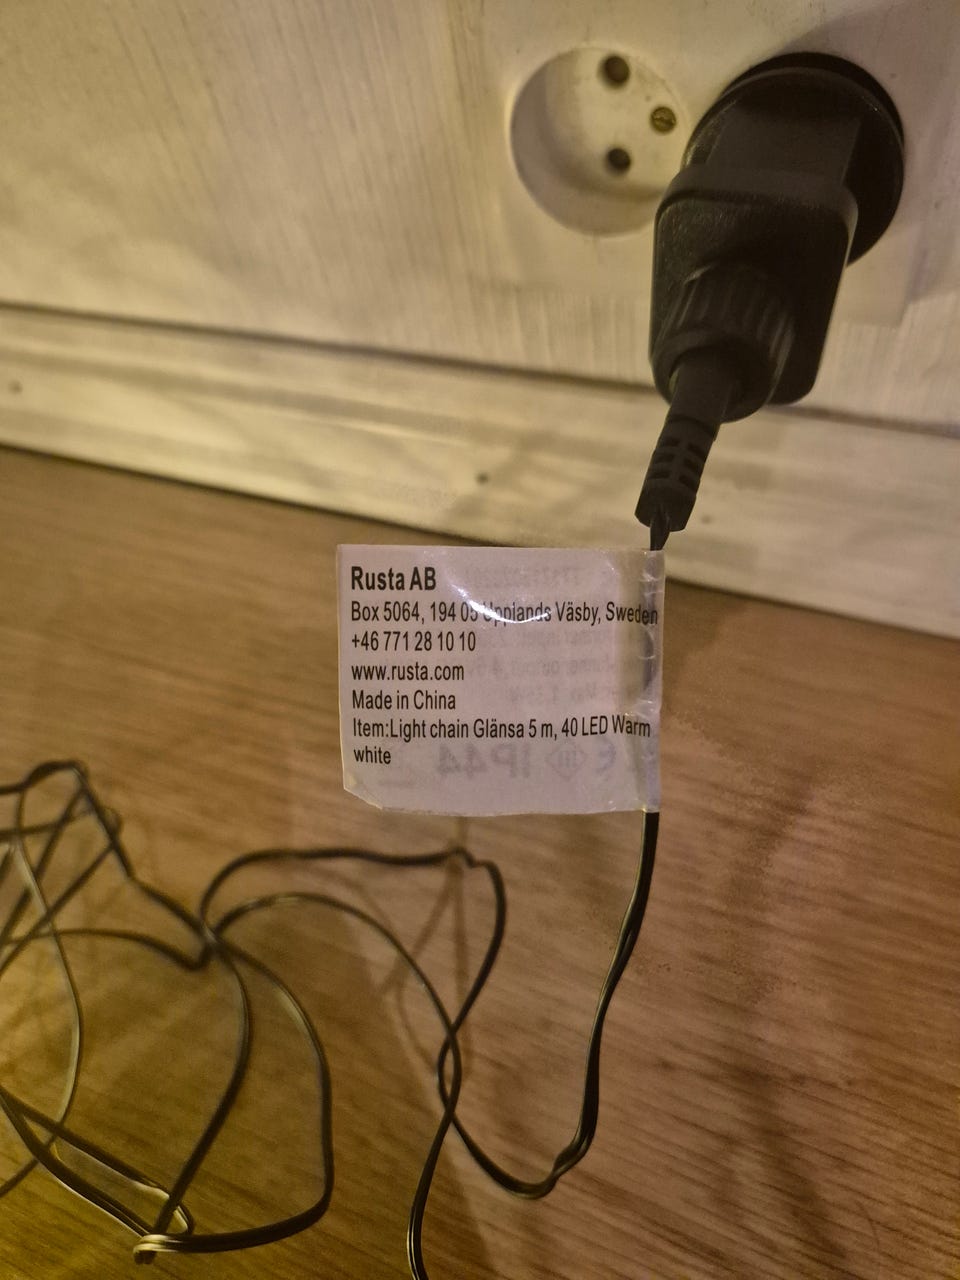 Rusta AB
Box 5064, 194 05 Upplands Väsby, Sweden
+46 771 28 10 10
www.rusta.com
Made in China
Item:Light chain Glänsa 5 m, 40 LED Warm
white
IP44